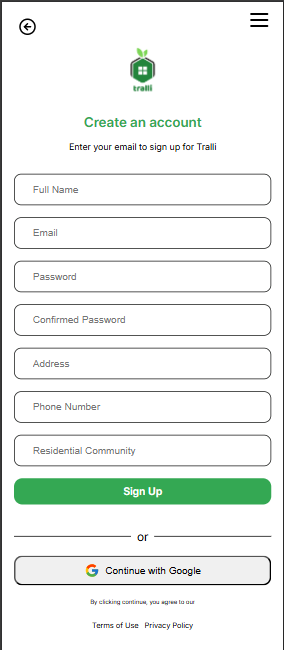 tralli
Create an account
Enter your email to sign up for Tralli
Full Name
Email
Password
Confirmed Password
Address
Phone Number
Residential Community
Sign Up
or
Continue with Google
By clicking continue, you agree to our
Terms of Use Privacy Policy